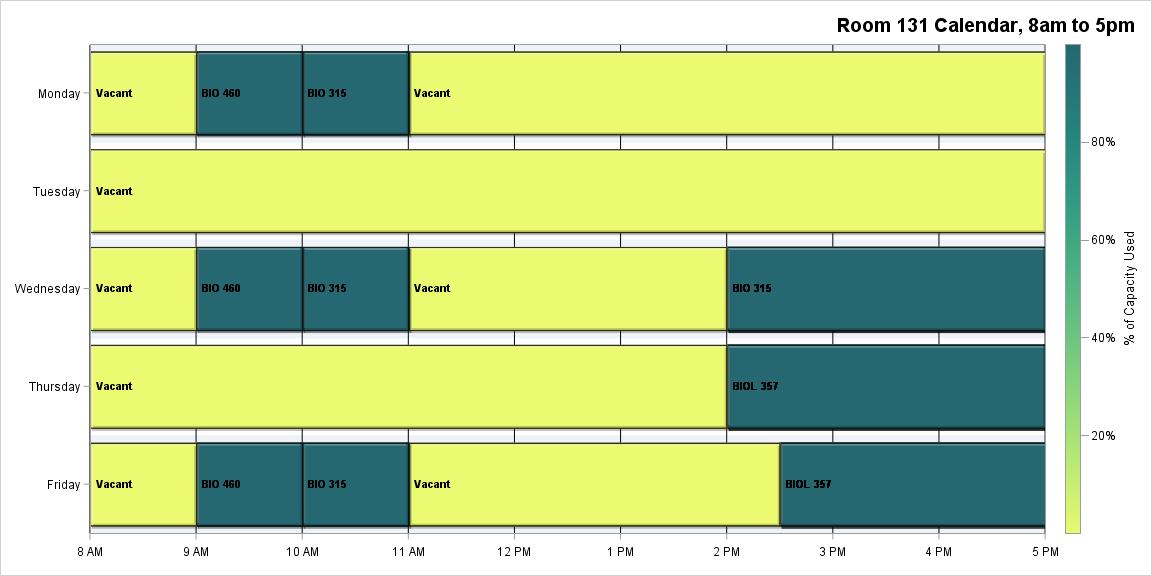 Room 131 Calendar, 8am to 5pm
Monday
Vacant
BIO 460
BIO 315
Vacant
Tuesday
Vacant
Wednesday
Vacant
BIO 460
BIO 315
Vacant
BIO 315
Thursday
Vacant
BIOL 357
Friday
Vacant
BIO 460
BIO 315
Vacant
BIOL 357
8 AM
9 AM
10 AM
11 AM
12 PM
1 PM
2 PM
3 PM
4 PM
5 PM
80%
60%
40%
20%
% of Capacity Used